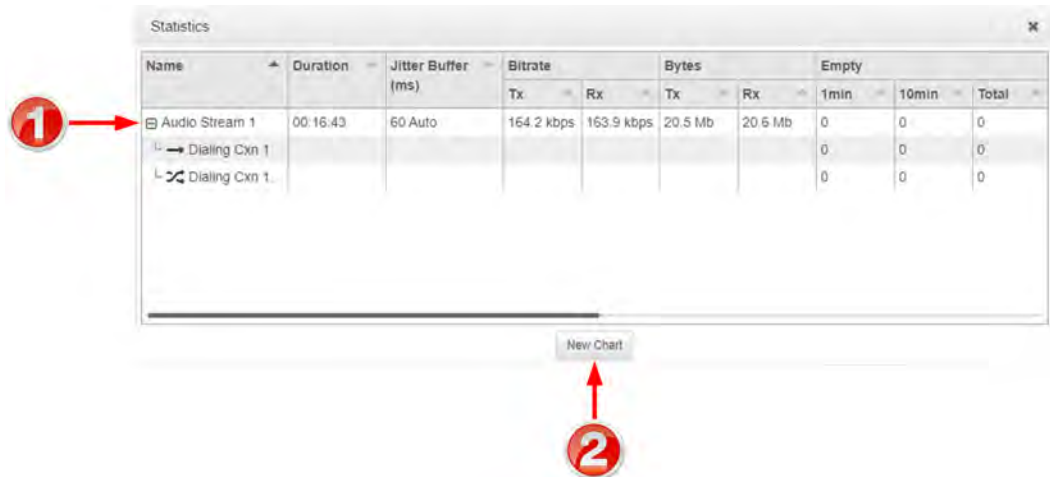 Statistics
Name Duration Jitter Buffer (ms) Bitrate Bytes Empty
Tx Rx Tx Rx 1min 10min Total
1
Audio Stream 1 00:16:43 60 Auto 164.2 kbps 163.9 kbps 20.5 Mb 20.6 Mb 0 0 0
Dialing Cxn 1 0 0 0
Dialing Cxn 1. 0 0 0
New Chart
2